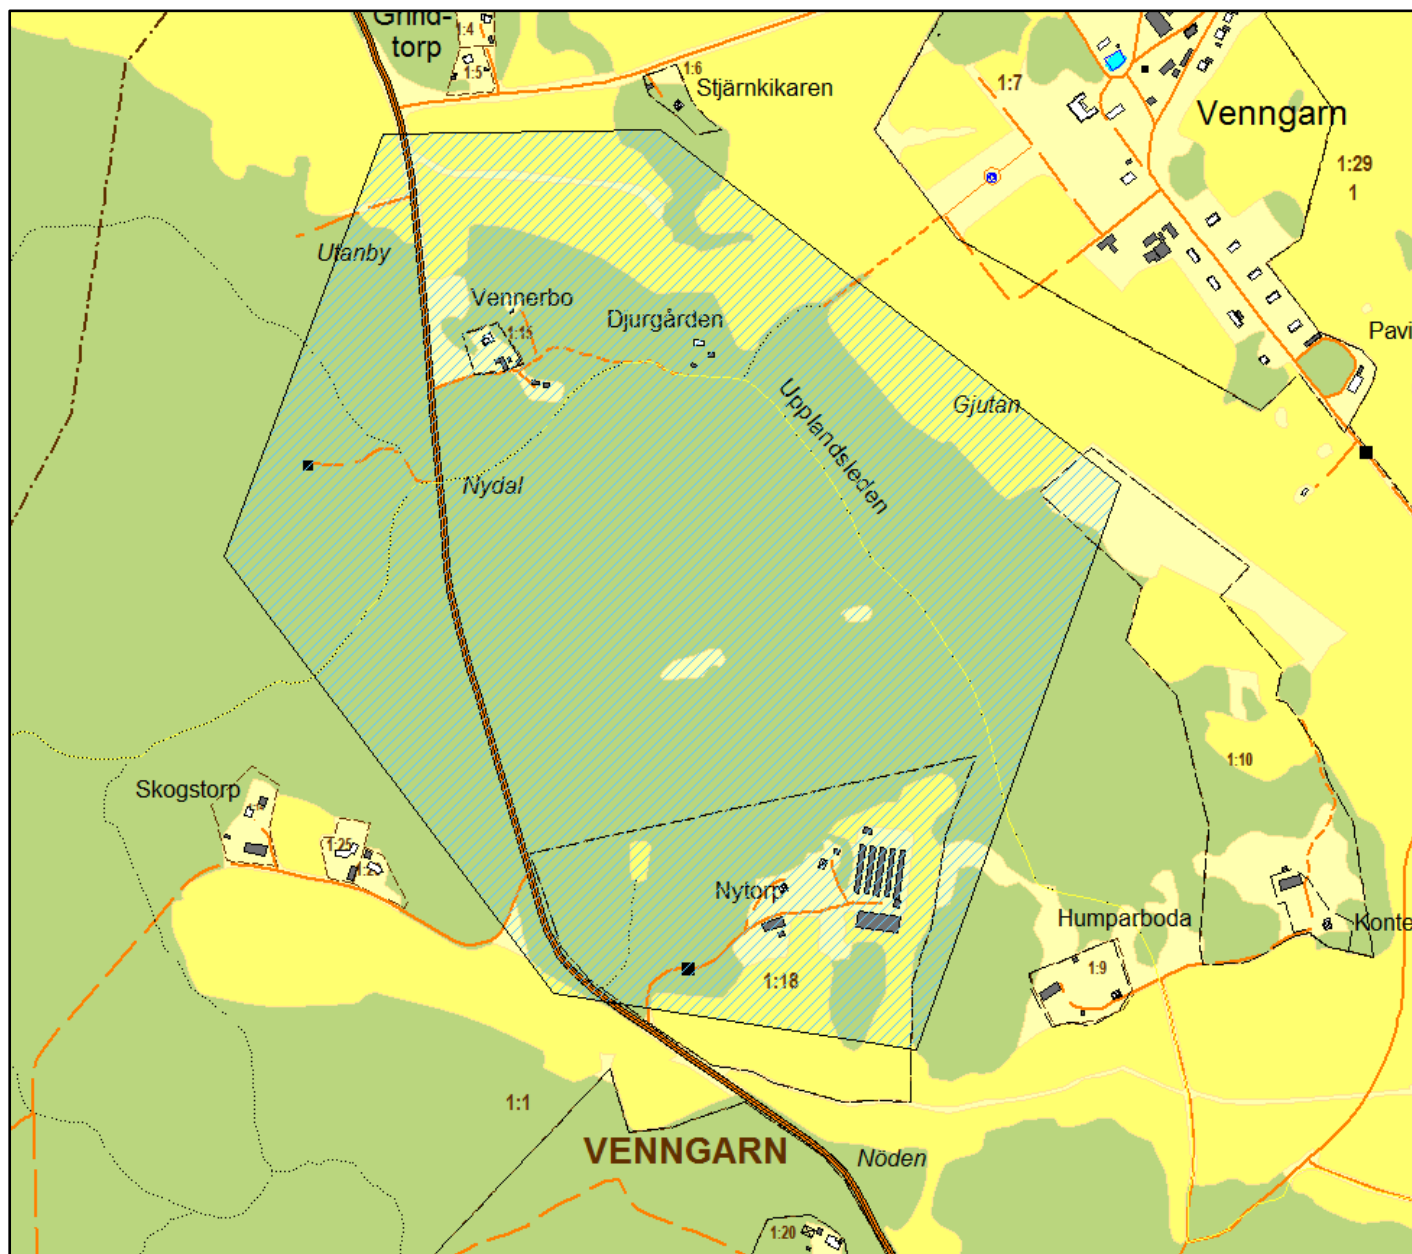 Grind-
torp
1:4
1:5
1:6
Stjärnkikaren
1:7
Venngarn
1:29
1
Utanby
Vennerbo
1:15
Djurgården
Pavi
Upplandsleden
Gjutan
Nydal
Skogstorp
1:25
1:2
1:10
Nytorp
Humparboda
Konte
1:9
1:18
1:1
VENNGARN
Nöden
1:20